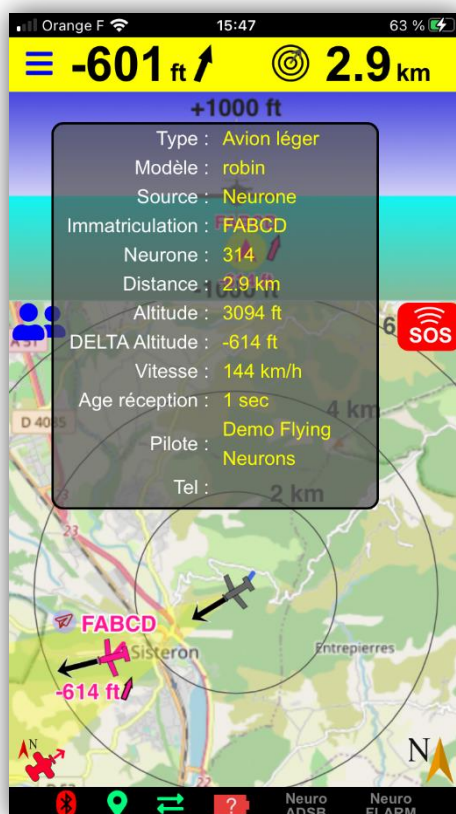 Orange F 15:47 63 %
-601 ft 2.9 km
+1000 ft
Type : Avion léger
Modèle : robin
Source : Neurone
Immatriculation : FABCD
Neurone : 314
Distance : 2.9 km
-1000 ft
Altitude : 3094 ft
DELTA Altitude : -614 ft
SOS
Vitesse : 144 km/h
Age réception : 1 sec
4 km
D 4085
Pilote : Demo Flying
Neurons
Tel :
2 km
FABCD
Sisteron
Entrepierres
-614 ft
N
N
?
Neuro
ADSB
Neuro
FLARM